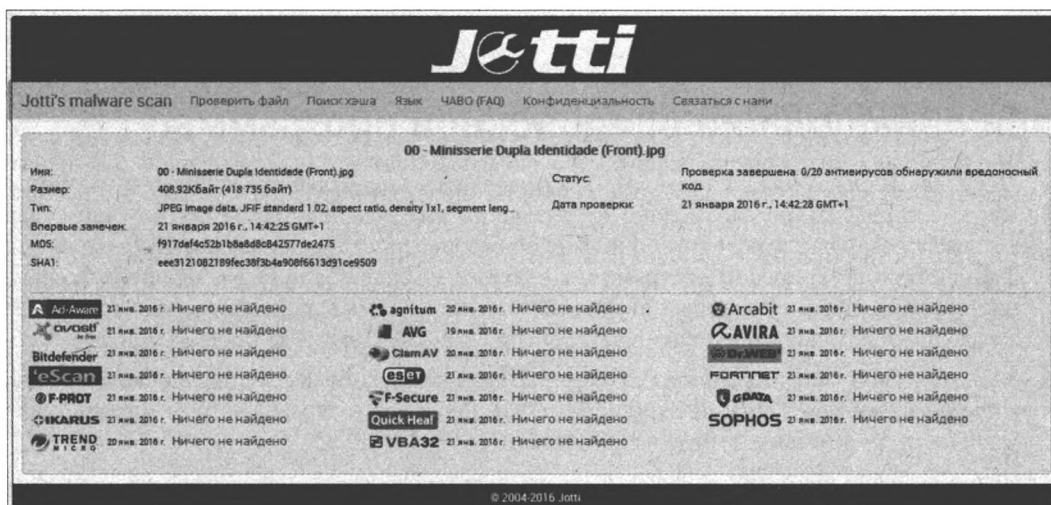 Jotti
Jotti's malware scan Проверить файл Поиск хэша Язык ЧАВО (FAQ) Конфиденциальность Связаться с нами
00 - Minisserie Dupla Identidade (Front).jpg
Имя: 00 - Minisserie Dupla Identidade (Front).jpg
Размер: 408,92Кбайт (418 735 байт)
Тип: JPEG image data, JFIF standard 1.02, aspect ratio, density 1x1, segment leng...
Впервые замечен: 21 января 2016 г., 14:42:25 GMT+1
MD5: f917daf4c52b1b8a8d8c842577de2475
SHA1: eee3121082189fec38f3b4a908f6613d91ce9509
Статус: Проверка завершена. 0/20 антивирусов обнаружили вредоносный
код.
Дата проверки: 21 января 2016 г., 14:42:28 GMT+1
Ad-Aware 21 янв. 2016 г. Ничего не найдено
agnitum 20 янв. 2016 г. Ничего не найдено
Arcabit 21 янв. 2016 г. Ничего не найдено
avast! 21 янв. 2016 г. Ничего не найдено
AVG 19 янв. 2016 г. Ничего не найдено
AVIRA 21 янв. 2016 г. Ничего не найдено
Bitdefender 21 янв. 2016 г. Ничего не найдено
ClamAV 20 янв. 2016 г. Ничего не найдено
Dr.WEB 21 янв. 2016 г. Ничего не найдено
eScan 21 янв. 2016 г. Ничего не найдено
eseT 21 янв. 2016 г. Ничего не найдено
FORTINET 21 янв. 2016 г. Ничего не найдено
F-PROT 21 янв. 2016 г. Ничего не найдено
F-Secure 21 янв. 2016 г. Ничего не найдено
G DATA 21 янв. 2016 г. Ничего не найдено
IKARUS 21 янв. 2016 г. Ничего не найдено
Quick Heal 21 янв. 2016 г. Ничего не найдено
SOPHOS 21 янв. 2016 г. Ничего не найдено
TREND MICRO 20 янв. 2016 г. Ничего не найдено
VBA32 21 янв. 2016 г. Ничего не найдено
© 2004-2016 Jotti